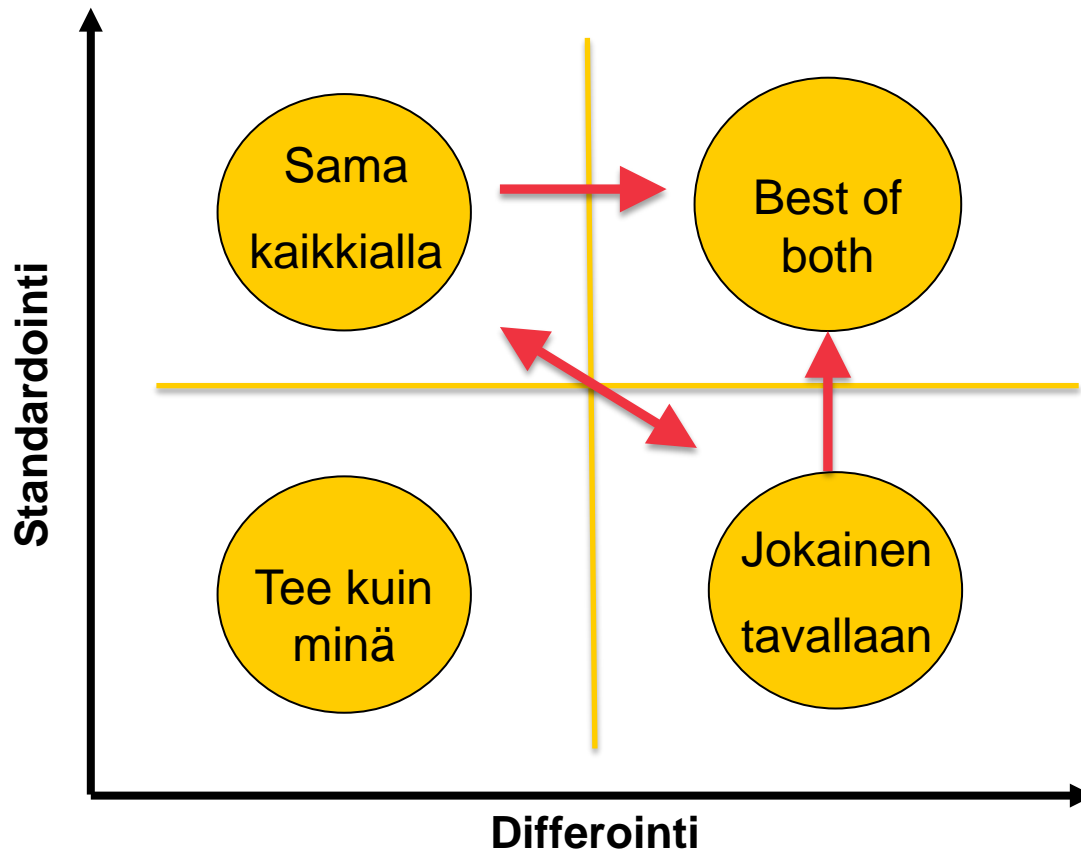 Standardointi
Sama
kaikkialla
Best of
both
Tee kuin
minä
Jokainen
tavallaan
Differointi